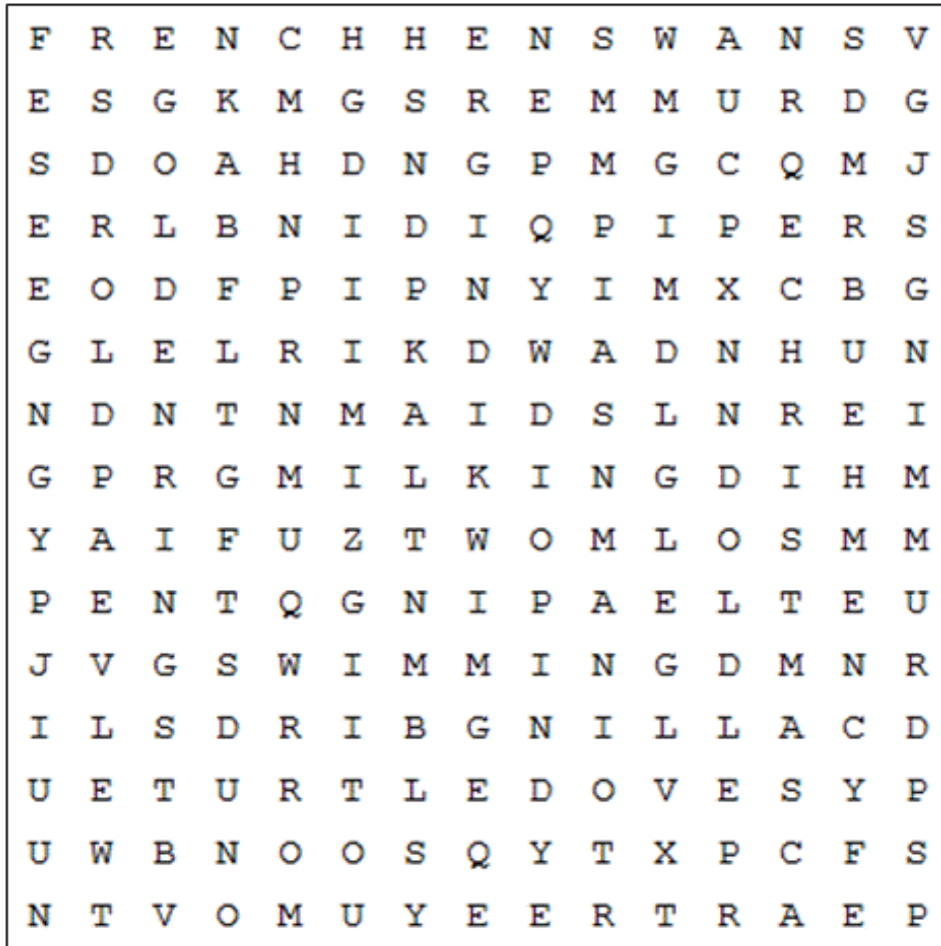 F R E N C H H E N S W A N S V
E S G K M G S R E M M U R D G
S D O A H D N G P M G C Q M J
E R L B N I D I Q P I P E R S
E O D F P I P N Y I M X C B G
G L E L R I K D W A D N H U N
N D N T N M A I D S L N R E I
G P R G M I L K I N G D I H M
Y A I F U Z T W O M L O S M M
P E N T Q G N I P A E L T E U
J V G S W I M M I N G D M N R
I L S D R I B G N I L L A C D
U E T U R T L E D O V E S Y P
U W B N O O S Q Y T X P C F S
N T V O M U Y E E R T R A E P